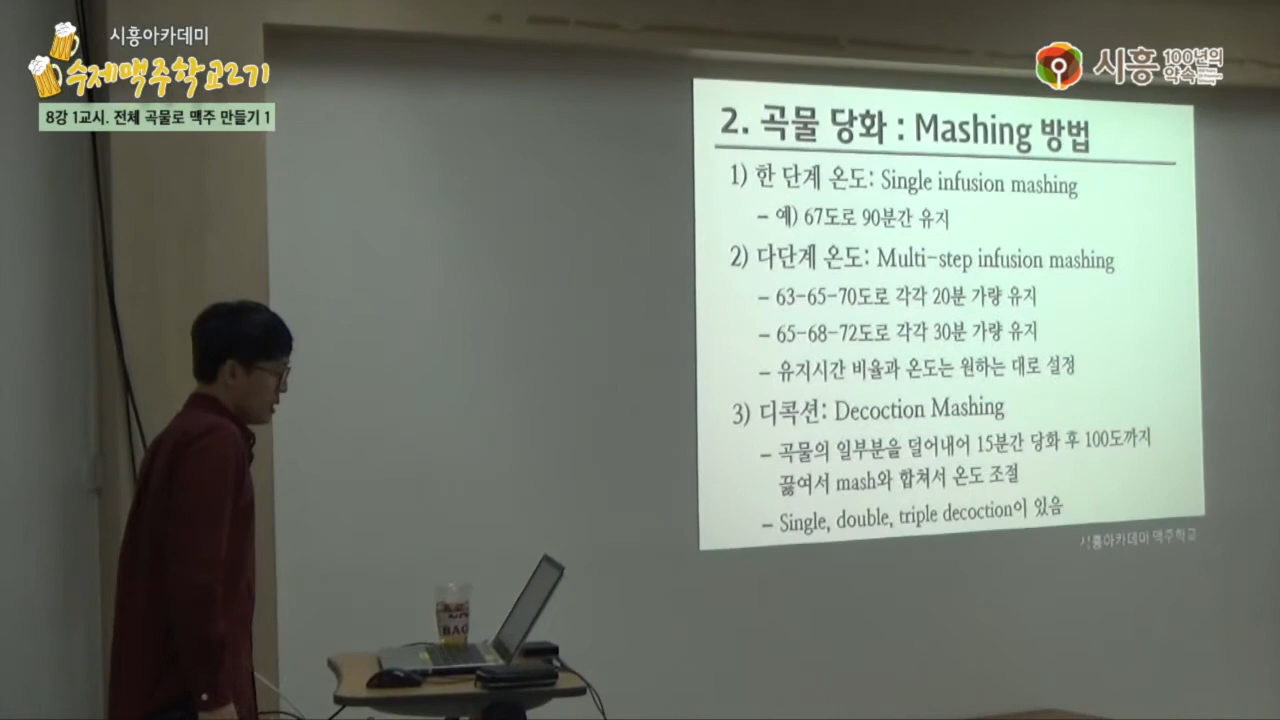 시흥아카데미
수제맥주학교2기
8강 1교시. 전체 곡물로 맥주 만들기 1
시흥 100년의 약속
2. 곡물 당화 : Mashing 방법
1) 한 단계 온도: Single infusion mashing
– 예) 67도로 90분간 유지
2) 다단계 온도: Multi-step infusion mashing
– 63-65-70도로 각각 20분 가량 유지
– 65-68-72도로 각각 30분 가량 유지
– 유지시간 비율과 온도는 원하는 대로 설정
3) 디콕션: Decoction Mashing
– 곡물의 일부분을 덜어내어 15분간 당화 후 100도까지
끓여서 mash와 합쳐서 온도 조절
– Single, double, triple decoction이 있음
시흥아카데미 맥주학교